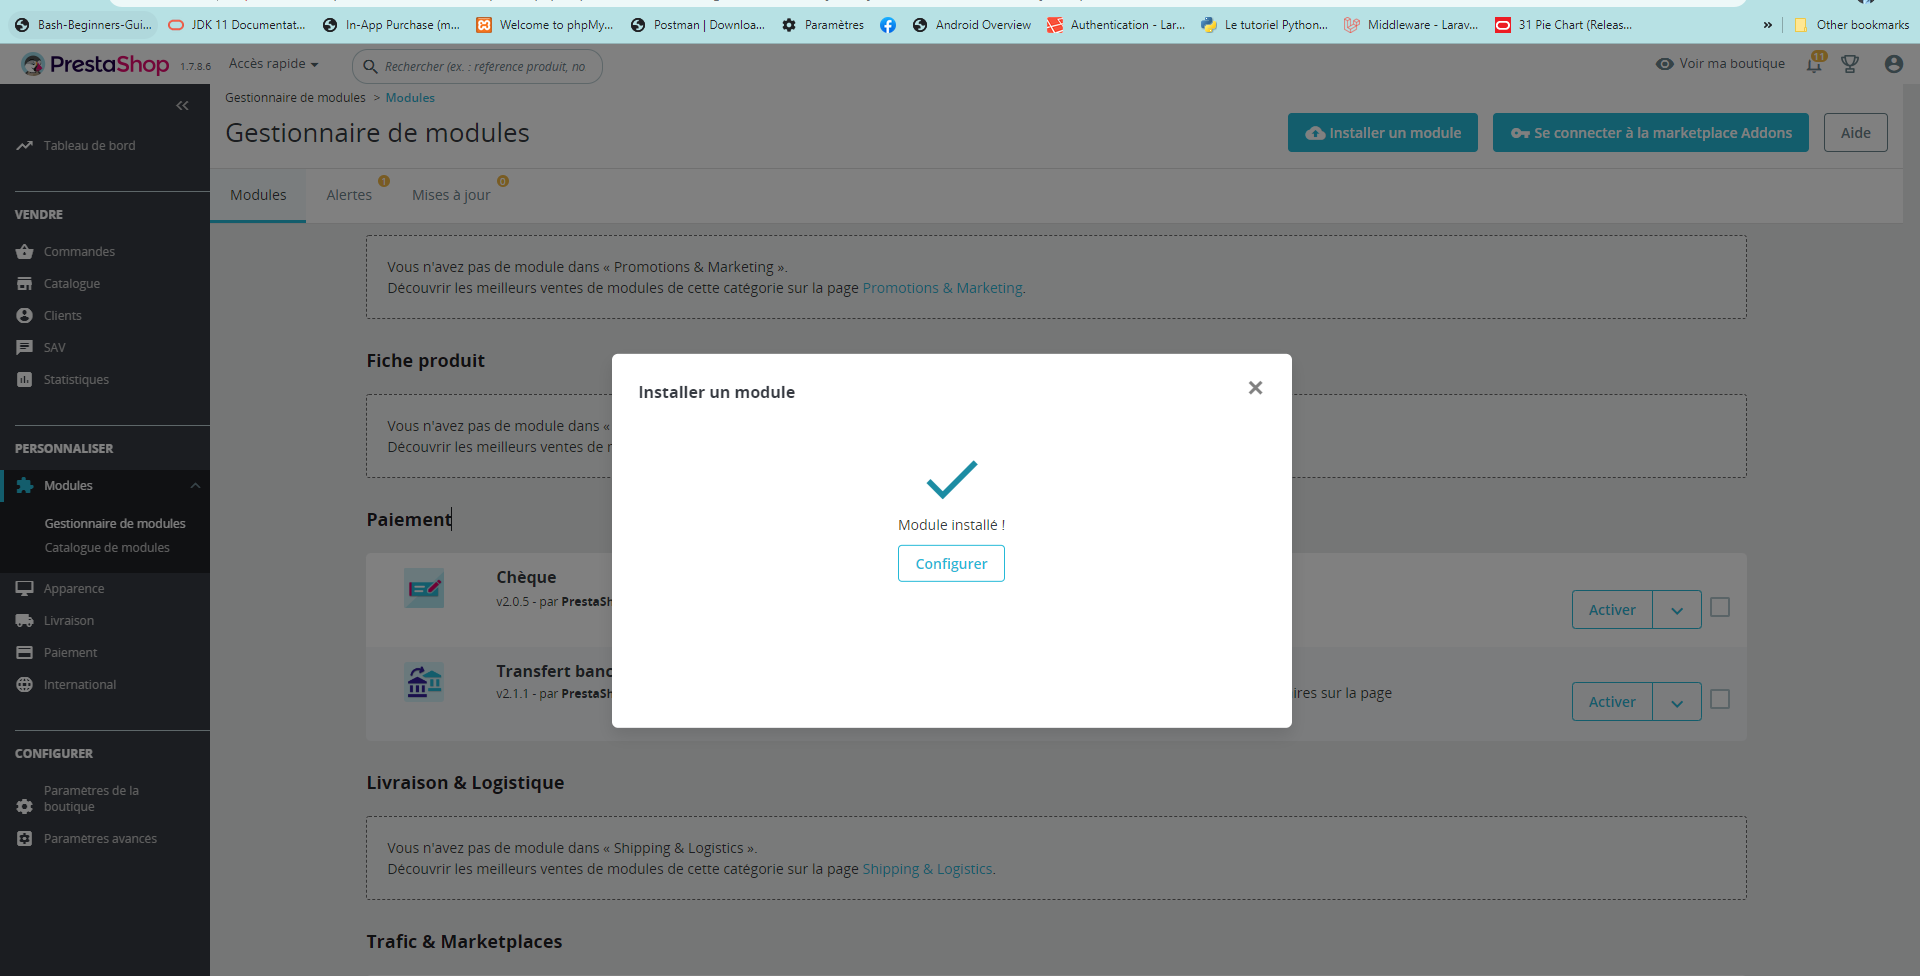 Bash-Beginners-Gui...
JDK 11 Documentat...
In-App Purchase (m...
Welcome to phpMy...
Postman | Downloa...
Paramètres
Android Overview
Authentication - Lar...
Le tutoriel Python...
Middleware - Larav...
31 Pie Chart (Releas...
»
Other bookmarks
PrestaShop
1.7.8.6
Accès rapide
Rechercher (ex. : référence produit, no
Voir ma boutique
11
Gestionnaire de modules > Modules
Gestionnaire de modules
Installer un module
Se connecter à la marketplace Addons
Aide
Modules
Alertes
1
Mises à jour
0
Tableau de bord
VENDRE
Commandes
Catalogue
Clients
SAV
Statistiques
PERSONNALISER
Modules
Gestionnaire de modules
Catalogue de modules
Apparence
Livraison
Paiement
International
CONFIGURER
Paramètres de la
boutique
Paramètres avancés
Vous n'avez pas de module dans « Promotions & Marketing ».
Découvrir les meilleurs ventes de modules de cette catégorie sur la page Promotions & Marketing.
Fiche produit
Vous n'avez pas de module dans «
Découvrir les meilleurs ventes de
Installer un module
Module installé !
Configurer
Paiement
Chèque
v2.0.5 - par PrestaSh
Activer
Transfert banc
v2.1.1 - par PrestaSh
ires sur la page
Activer
Livraison & Logistique
Vous n'avez pas de module dans « Shipping & Logistics ».
Découvrir les meilleurs ventes de modules de cette catégorie sur la page Shipping & Logistics.
Trafic & Marketplaces